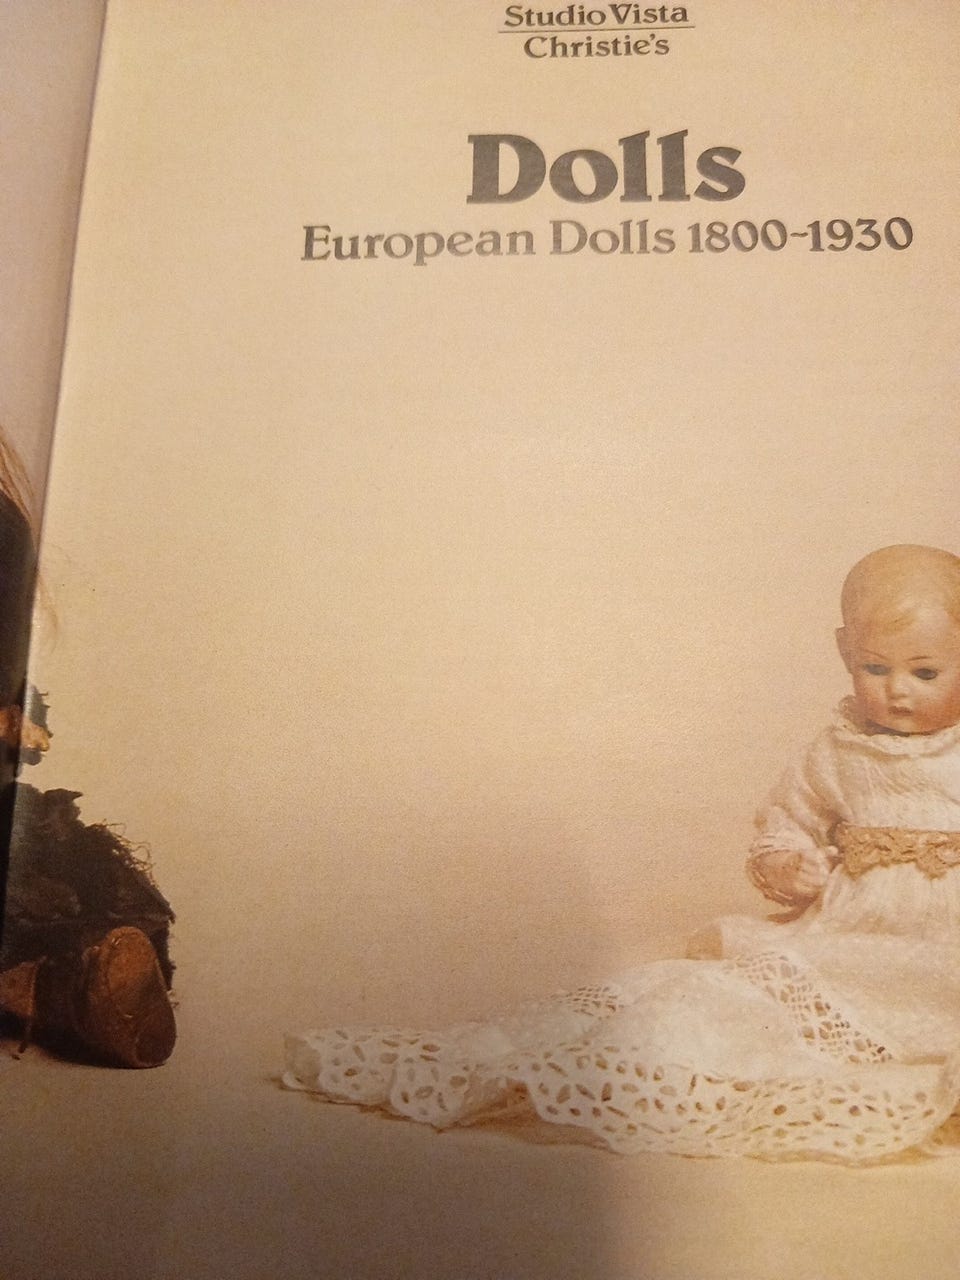 Studio Vista
Christie's
Dolls
European Dolls 1800~1930